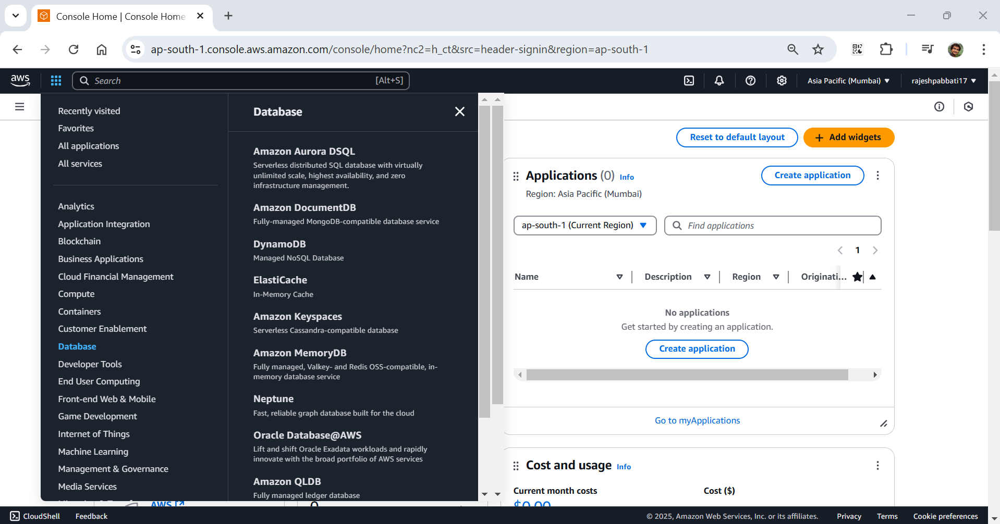 Console Home | Console Home
ap-south-1.console.aws.amazon.com/console/home?nc2=h_ct&src=header-signin&region=ap-south-1
aws
Search [Alt+S]
Asia Pacific (Mumbai)
rajeshpabbati17
Recently visited
Favorites
All applications
All services
Analytics
Application Integration
Blockchain
Business Applications
Cloud Financial Management
Compute
Containers
Customer Enablement
Database
Developer Tools
End User Computing
Front-end Web & Mobile
Game Development
Internet of Things
Machine Learning
Management & Governance
Media Services
Database
Amazon Aurora DSQL
Serverless distributed SQL database with virtually
unlimited scale, highest availability, and zero
infrastructure management.
Amazon DocumentDB
Fully-managed MongoDB-compatible database service
DynamoDB
Managed NoSQL Database
ElastiCache
In-Memory Cache
Amazon Keyspaces
Serverless Cassandra-compatible database
Amazon MemoryDB
Fully managed, Valkey- and Redis OSS-compatible, in-
memory database service
Neptune
Fast, reliable graph database built for the cloud
Oracle Database@AWS
Lift and shift Oracle Exadata workloads and rapidly
innovate with the broad portfolio of AWS services
Amazon QLDB
Fully managed ledger database
AWS
0
Reset to default layout
+ Add widgets
Applications (0) Info
Region: Asia Pacific (Mumbai)
Create application
ap-south-1 (Current Region)
Find applications
1
Name Description Region Originati...
No applications
Get started by creating an application.
Create application
Go to myApplications
Cost and usage Info
Current month costs
$0.00
Cost ($)
CloudShell Feedback
© 2025, Amazon Web Services, Inc. or its affiliates. Privacy Terms Cookie preferences